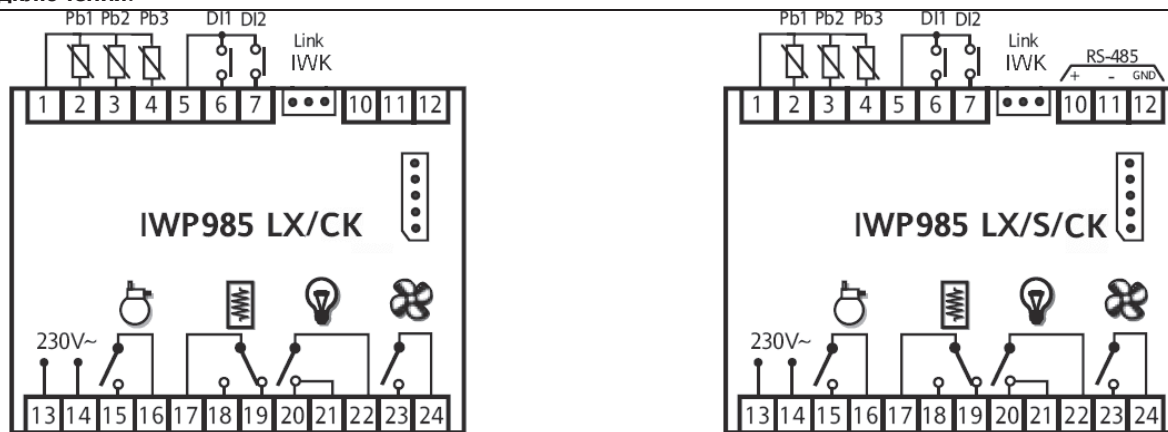 Pb1 Pb2 Pb3 DI1 DI2
Link
IWK
1 2 3 4 5 6 7 10 11 12
IWP985 LX/CK
230V~
13 14 15 16 17 18 19 20 21 22 23 24
Pb1 Pb2 Pb3 DI1 DI2
Link
IWK
RS-485
+ - GND
1 2 3 4 5 6 7 10 11 12
IWP985 LX/S/CK
230V~
13 14 15 16 17 18 19 20 21 22 23 24